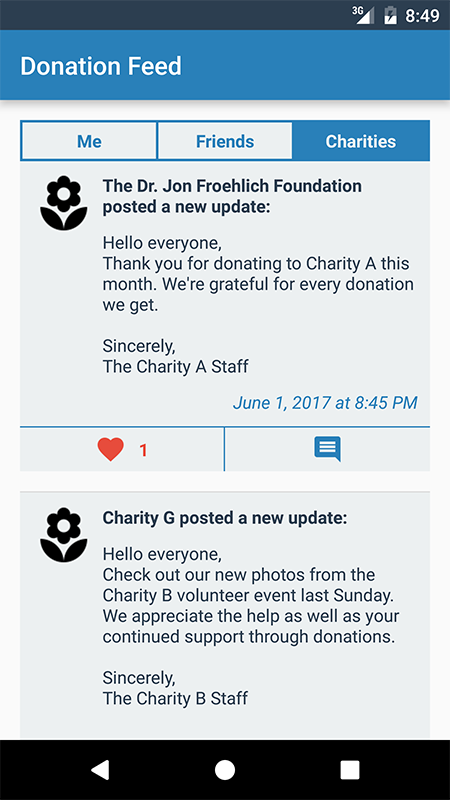 3G 8:49
Donation Feed
Me Friends Charities
The Dr. Jon Froehlich Foundation
posted a new update:
Hello everyone,
Thank you for donating to Charity A this
month. We're grateful for every donation
we get.
Sincerely,
The Charity A Staff
June 1, 2017 at 8:45 PM
1
Charity G posted a new update:
Hello everyone,
Check out our new photos from the
Charity B volunteer event last Sunday.
We appreciate the help as well as your
continued support through donations.
Sincerely,
The Charity B Staff